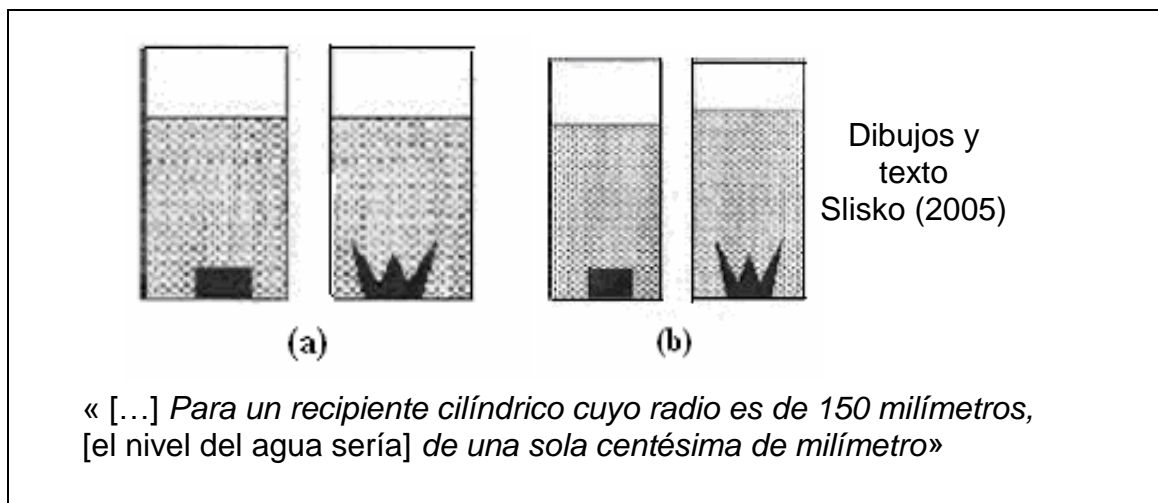 Dibujos y
texto
Slisko (2005)
(a)
(b)
« […] Para un recipiente cilíndrico cuyo radio es de 150 milímetros,
[el nivel del agua sería] de una sola centésima de milímetro»